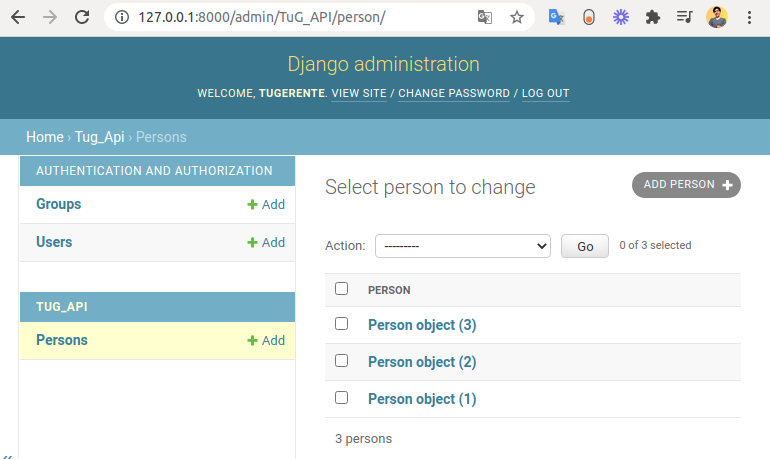 127.0.0.1:8000/admin/TuG_API/person/
Django administration
WELCOME, TUGERENTE. VIEW SITE / CHANGE PASSWORD / LOG OUT
Home › Tug_Api › Persons
AUTHENTICATION AND AUTHORIZATION
Groups + Add
Users + Add
TUG_API
Persons + Add
Select person to change
ADD PERSON +
Action: --------- Go 0 of 3 selected
PERSON
Person object (3)
Person object (2)
Person object (1)
3 persons
«